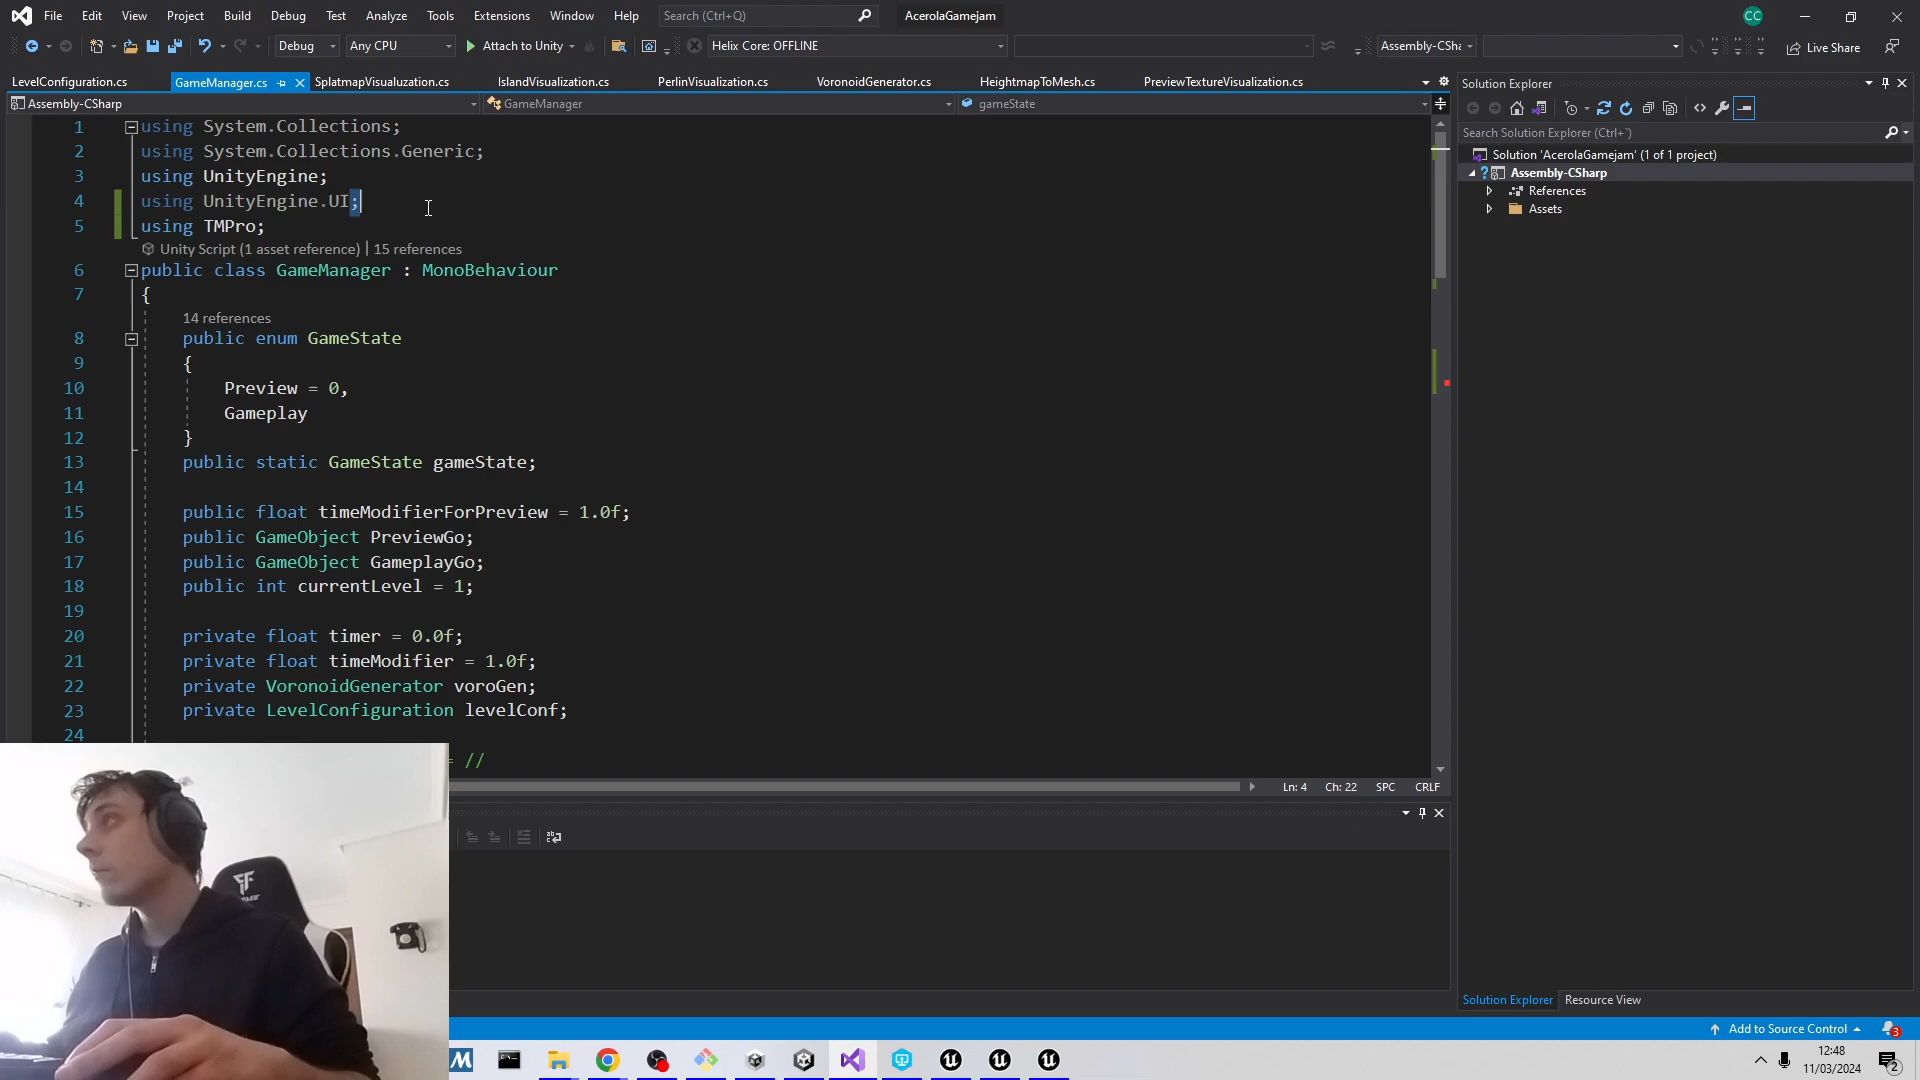 File Edit View Project Build Debug Test Analyze Tools Extensions Window Help Search (Ctrl+Q) AcerolaGamejam CC
Debug Any CPU Attach to Unity Helix Core: OFFLINE Assembly-CSha Live Share
LevelConfiguration.cs GameManager.cs SplatmapVisualuzation.cs IslandVisualization.cs PerlinVisualization.cs VoronoidGenerator.cs HeightmapToMesh.cs PreviewTextureVisualization.cs
Assembly-CSharp GameManager gameState
1 using System.Collections;
2 using System.Collections.Generic;
3 using UnityEngine;
4 using UnityEngine.UI;
5 using TMPro;
Unity Script (1 asset reference) | 15 references
6 public class GameManager : MonoBehaviour
7 {
14 references
8 public enum GameState
9 {
10 Preview = 0,
11 Gameplay
12 }
13 public static GameState gameState;
14
15 public float timeModifierForPreview = 1.0f;
16 public GameObject PreviewGo;
17 public GameObject GameplayGo;
18 public int currentLevel = 1;
19
20 private float timer = 0.0f;
21 private float timeModifier = 1.0f;
22 private VoronoidGenerator voroGen;
23 private LevelConfiguration levelConf;
24
= //
Ln: 4 Ch: 22 SPC CRLF
Solution Explorer
Search Solution Explorer (Ctrl+¨)
Solution 'AcerolaGamejam' (1 of 1 project)
Assembly-CSharp
References
Assets
Solution Explorer Resource View
Add to Source Control 3
12:48
11/03/2024
2